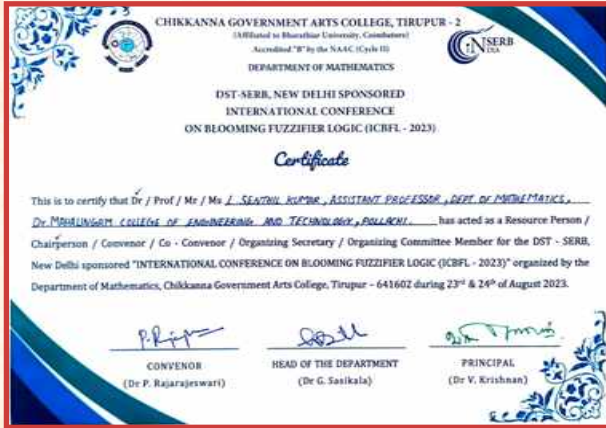 CHIKKANNA GOVERNMENT ARTS COLLEGE, TIRUPUR - 2
(Affiliated to Bharathiar University, Coimbatore)
Accredited "B" by the NAAC (Cycle II)
DEPARTMENT OF MATHEMATICS
SERB
INDIA
DST-SERB, NEW DELHI SPONSORED
INTERNATIONAL CONFERENCE
ON BLOOMING FUZZIFIER LOGIC (ICBFL - 2023)
Certificate
This is to certify that Dr / Prof / Mr / Ms L SENTHIL KUMAR, ASSISTANT PROFESSOR, DEPT OF MATHEMATICS,
Dr. MAHALINGAM COLLEGE OF ENGINEERING AND TECHNOLOGY, POLLACHI. has acted as a Resource Person /
Chairperson / Convenor / Co - Convenor / Organizing Secretary / Organizing Committee Member for the DST - SERB,
New Delhi sponsored "INTERNATIONAL CONFERENCE ON BLOOMING FUZZIFIER LOGIC (ICBFL - 2023)" organized by the
Department of Mathematics, Chikkanna Government Arts College, Tirupur - 641602 during 23rd & 24th of August 2023.
CONVENOR
(Dr P. Rajarajeswari)
HEAD OF THE DEPARTMENT
(Dr G. Sasikala)
PRINCIPAL
(Dr V. Krishnan)